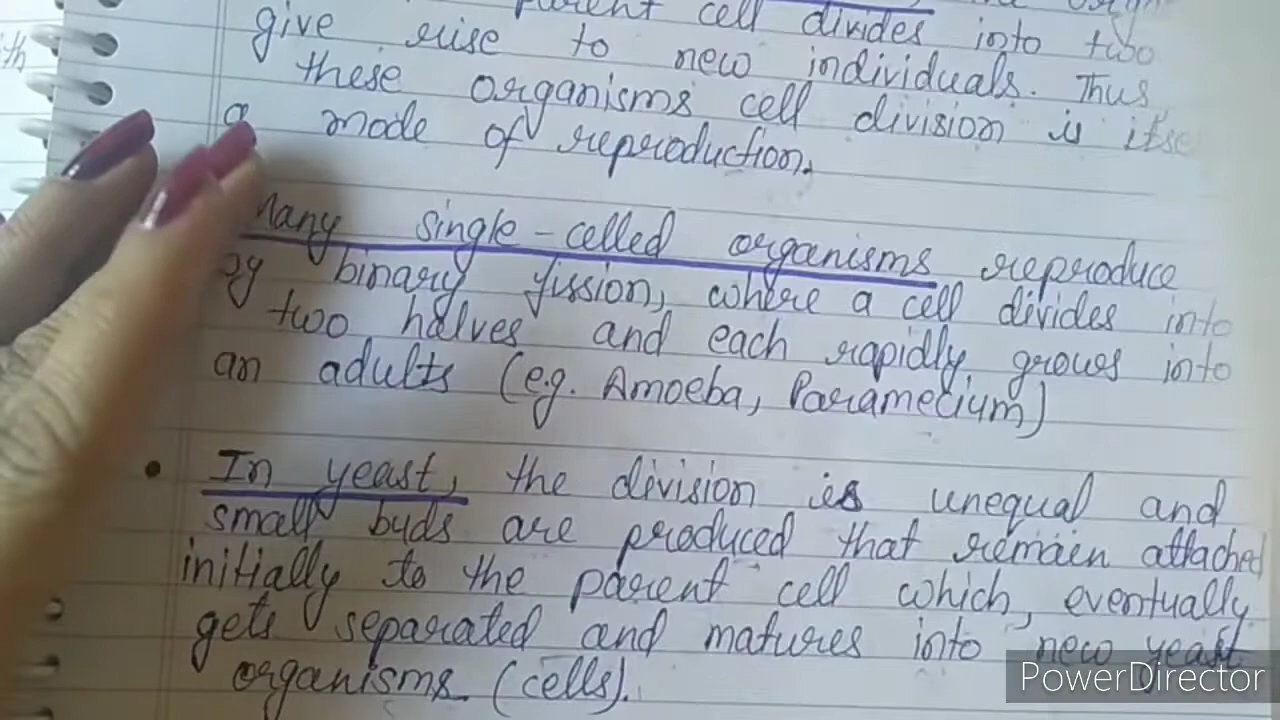 parent cell divides into two
give rise to new individuals. Thus,
these organisms cell division is itse
a mode of reproduction.
Many single-celled organisms reproduce
by binary fission, where a cell divides into
two halves and each rapidly grows into
an adults (e.g. Amoeba, Paramecium)
• In yeast, the division is unequal and
small buds are produced that remain attached
initially to the parent cell which, eventually
gets separated and matures into new yeast
organisms (cells).
PowerDirector